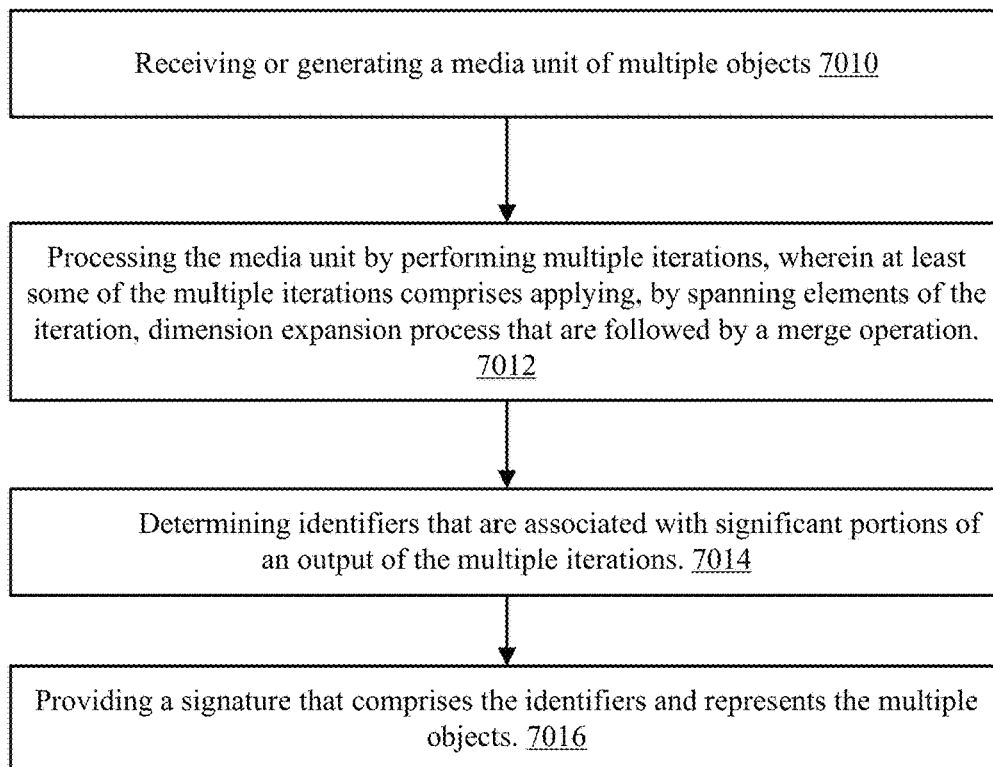 Receiving or generating a media unit of multiple objects 7010
Processing the media unit by performing multiple iterations, wherein at least
some of the multiple iterations comprises applying, by spanning elements of the
iteration, dimension expansion process that are followed by a merge operation.
7012
Determining identifiers that are associated with significant portions of
an output of the multiple iterations. 7014
Providing a signature that comprises the identifiers and represents the multiple
objects. 7016